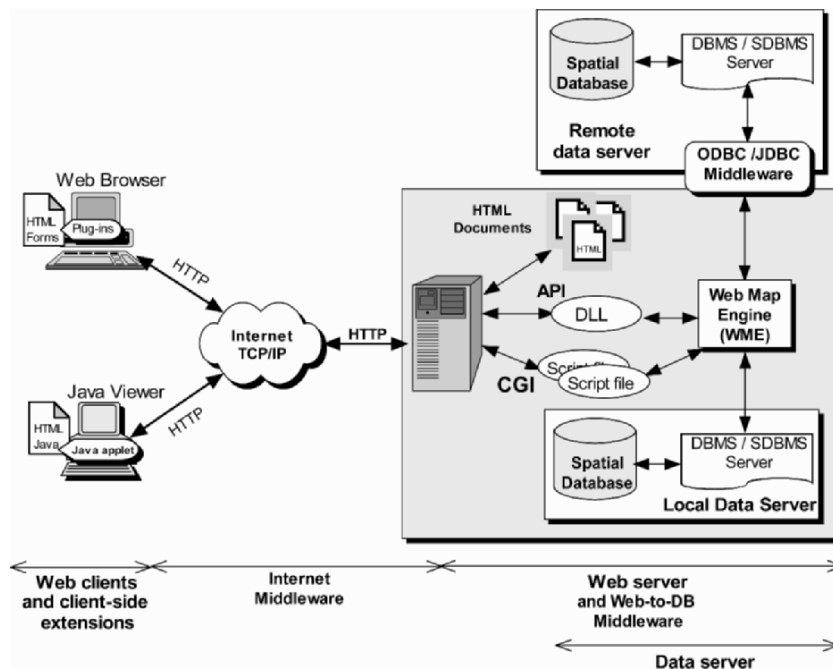 Spatial
Database
DBMS / SDBMS
Server
Remote
data server
ODBC /JDBC
Middleware
Web Browser
HTML
Forms
Plug-ins
HTTP
HTML
Documents
HTML
API
DLL
Web Map
Engine
(WME)
Internet
TCP/IP
HTTP
CGI
Script file
Script file
Java Viewer
HTML
Java
Java applet
HTTP
Spatial
Database
DBMS / SDBMS
Server
Local Data Server
Web clients
and client-side
extensions
Internet
Middleware
Web server
and Web-to-DB
Middleware
Data server